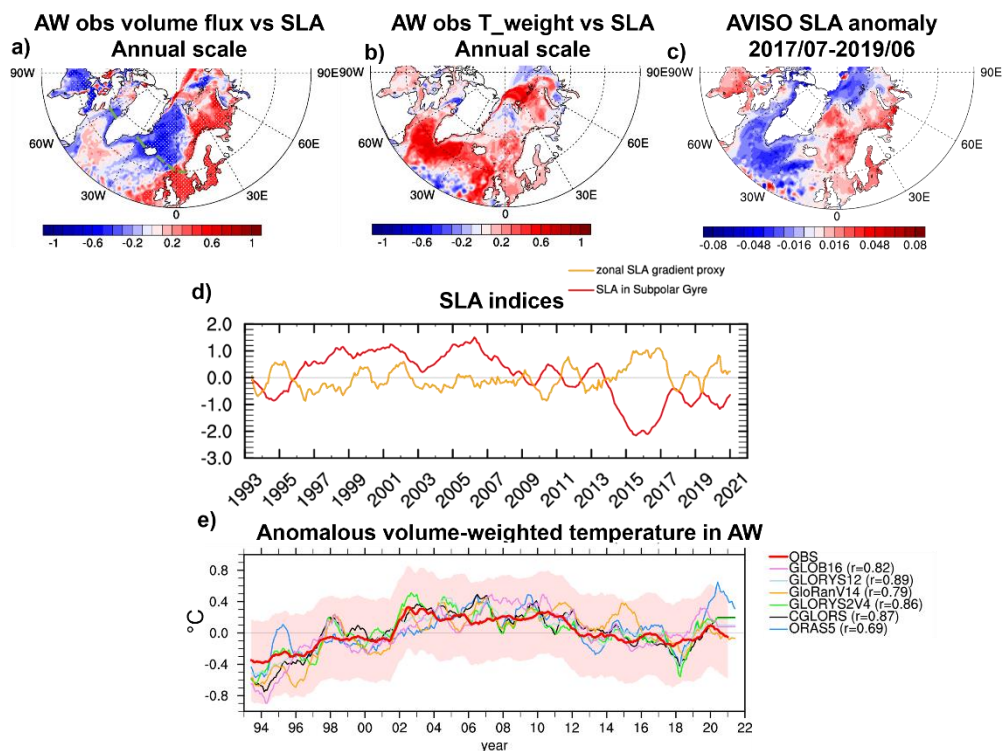 AW obs volume flux vs SLA
Annual scale
a)
90W
90E
60W
60E
30W
30E
0
-1 -0.6 -0.2 0.2 0.6 1
AW obs T_weight vs SLA
Annual scale
b)
90W
90E
60W
60E
30W
30E
0
-1 -0.6 -0.2 0.2 0.6 1
AVISO SLA anomaly
2017/07-2019/06
c)
90W
90E
60W
60E
30W
30E
0
-0.08 -0.048 -0.016 0.016 0.048 0.08
zonal SLA gradient proxy
SLA in Subpolar Gyre
d)
SLA indices
2.0
1.0
0.0
-1.0
-2.0
-3.0
1993 1995 1997 1999 2001 2003 2005 2007 2009 2011 2013 2015 2017 2019 2021
e)
Anomalous volume-weighted temperature in AW
°C
0.8
0.4
0.0
-0.4
-0.8
94 96 98 00 02 04 06 08 10 12 14 16 18 20 22
year
OBS
GLOB16 (r=0.82)
GLORYS12 (r=0.89)
GloRanV14 (r=0.79)
GLORYS2V4 (r=0.86)
CGLORS (r=0.87)
ORAS5 (r=0.69)